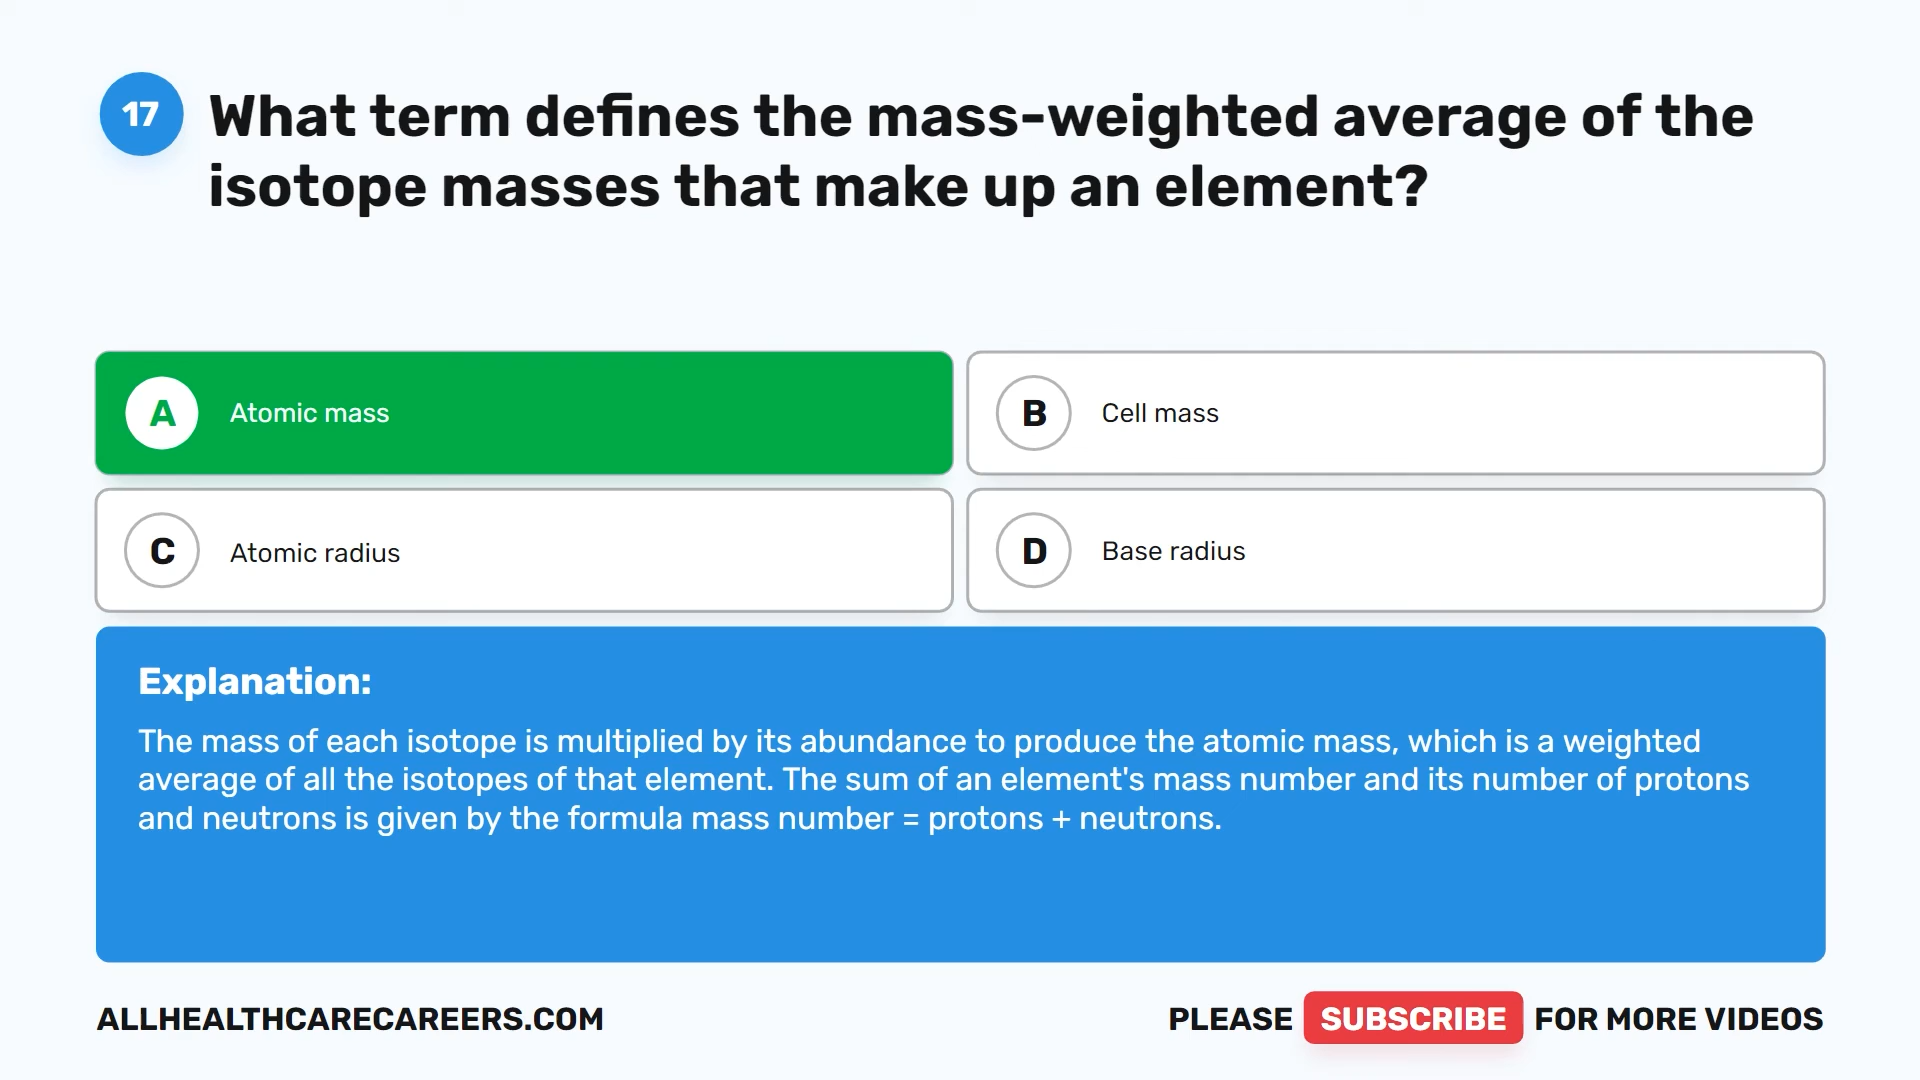 17
What term defines the mass-weighted average of the
isotope masses that make up an element?
A Atomic mass
B Cell mass
C Atomic radius
D Base radius
Explanation:
The mass of each isotope is multiplied by its abundance to produce the atomic mass, which is a weighted
average of all the isotopes of that element. The sum of an element's mass number and its number of protons
and neutrons is given by the formula mass number = protons + neutrons.
ALLHEALTHCARECAREERS.COM
PLEASE SUBSCRIBE FOR MORE VIDEOS